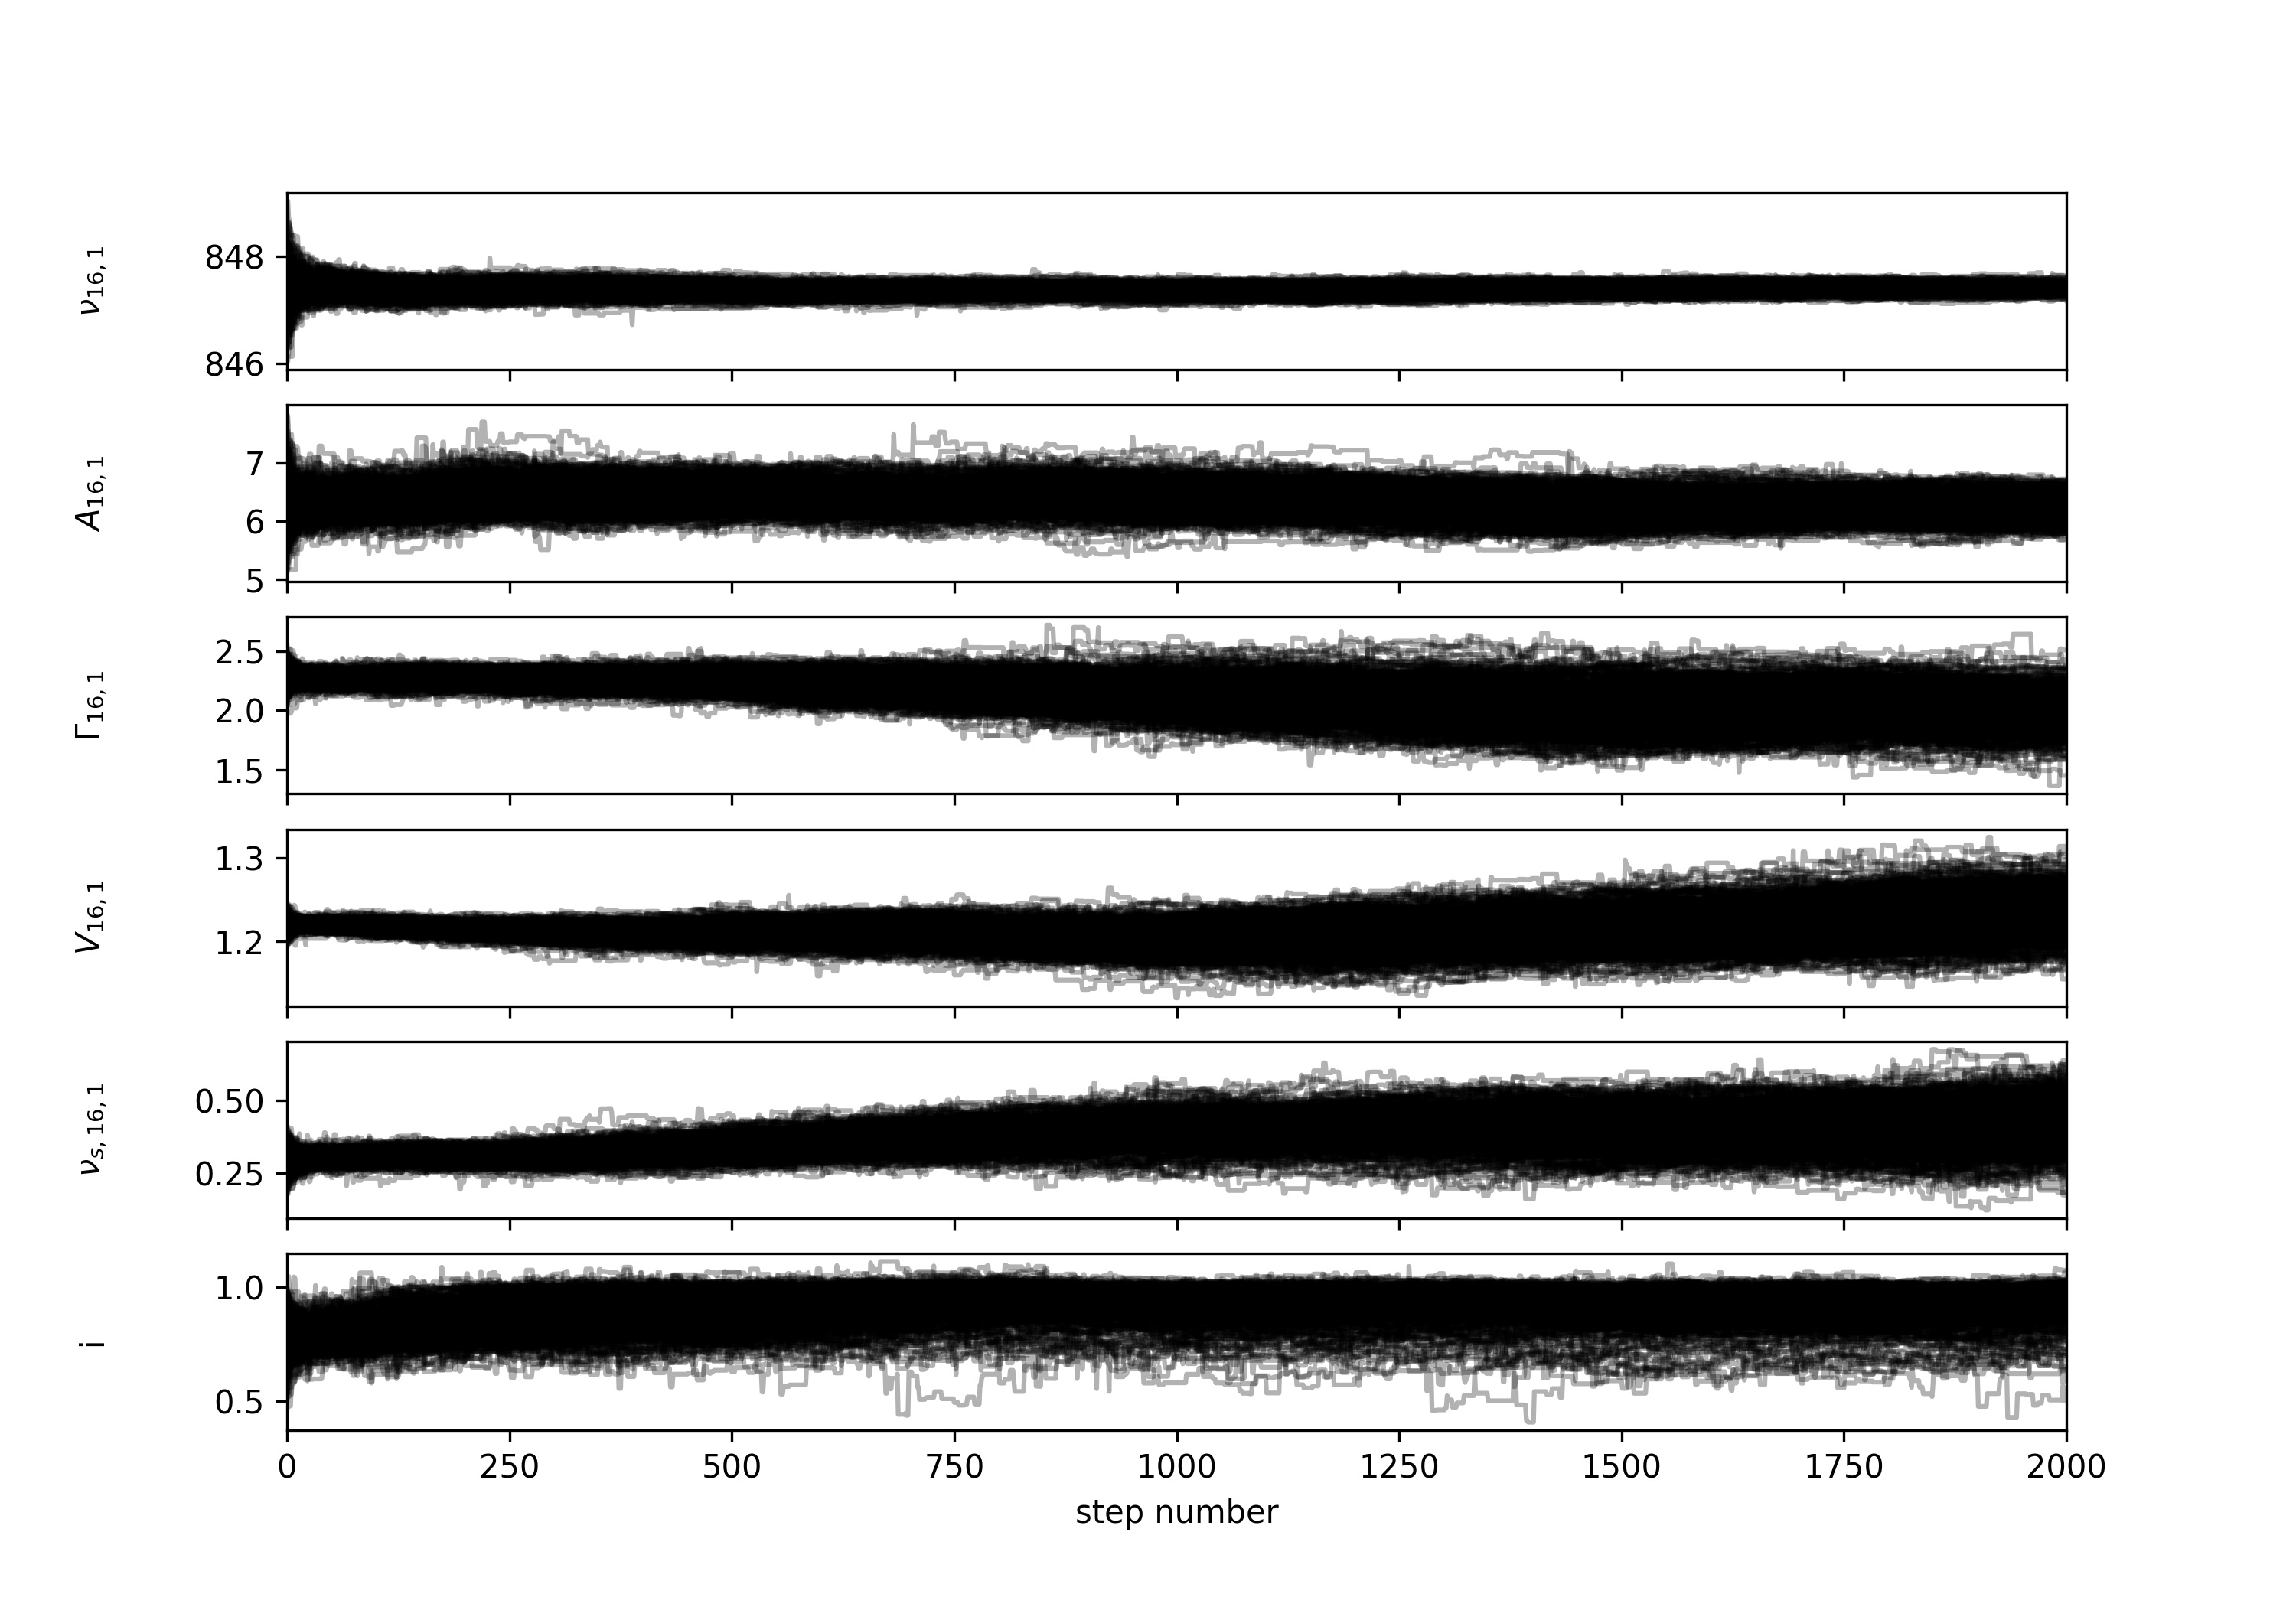 848
846
ν16, 1
7
6
5
A16, 1
2.5
2.0
1.5
Γ16, 1
1.3
1.2
V16, 1
0.50
0.25
νs, 16, 1
1.0
0.5
i
0 250 500 750 1000 1250 1500 1750 2000
step number